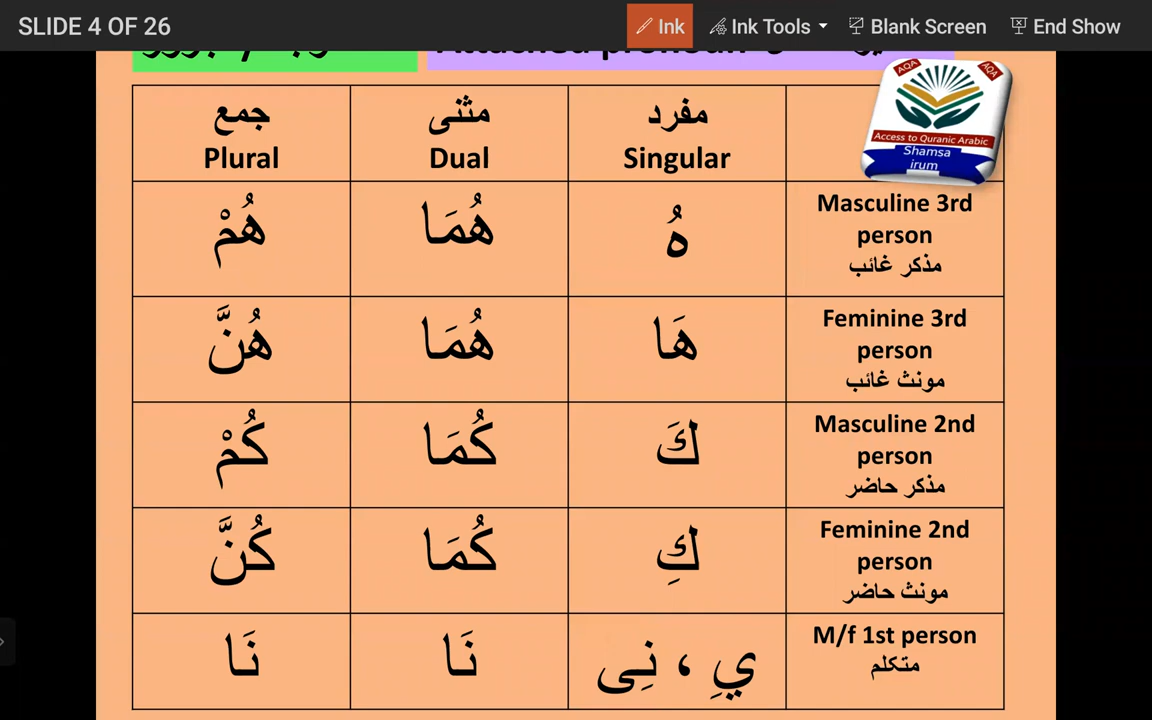 SLIDE 4 OF 26
Ink
Ink Tools
Blank Screen
End Show
Attached pronoun
AQA
AQA
Access to Quranic Arabic
Shamsa
irum
مفرد
Singular
مثنى
Dual
جمع
Plural
Masculine 3rd
person
مذكر غائب
هُ
هُمَا
هُمْ
Feminine 3rd
person
مونث غائب
هَا
هُمَا
هُنَّ
Masculine 2nd
person
مذكر حاضر
كَ
كُمَا
كُمْ
Feminine 2nd
person
مونث حاضر
كِ
كُمَا
كُنَّ
M/f 1st person
متكلم
يِ ، نِى
نَا
نَا